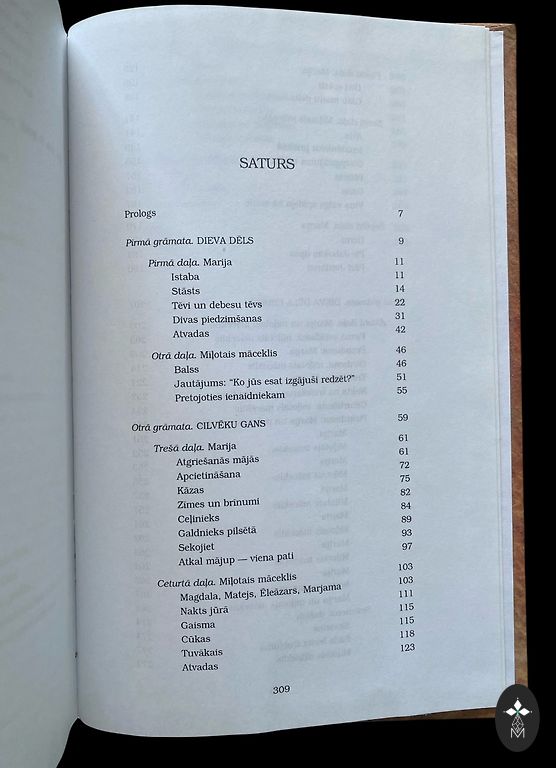 SATURS
Prologs 7
Pirmā grāmata. DIEVA DĒLS 9
Pirmā daļa. Marija 11
Istaba 11
Stāsts 14
Tēvi un debesu tēvs 22
Divas piedzimšanas 31
Atvadas 42
Otrā daļa. Mīļotais māceklis 46
Balss 46
Jautājums: "Ko jūs esat izgājuši redzēt?" 51
Pretojoties ienaidniekam 55
Otrā grāmata. CILVĒKU GANS 59
Trešā daļa. Marija 61
Atgriešanās mājās 61
Apcietināšana 72
Kāzas 75
Zīmes un brīnumi 82
Ceļinieks 84
Galdnieks pilsētā 89
Sekojiet 93
Atkal mājup — viena pati 97
Ceturtā daļa. Mīļotais māceklis 103
Magdala, Matejs, Ēleāzars, Marjama 103
Nakts jūrā 111
Gaisma 115
Cūkas 115
Tuvākais 118
Atvadas 123
309